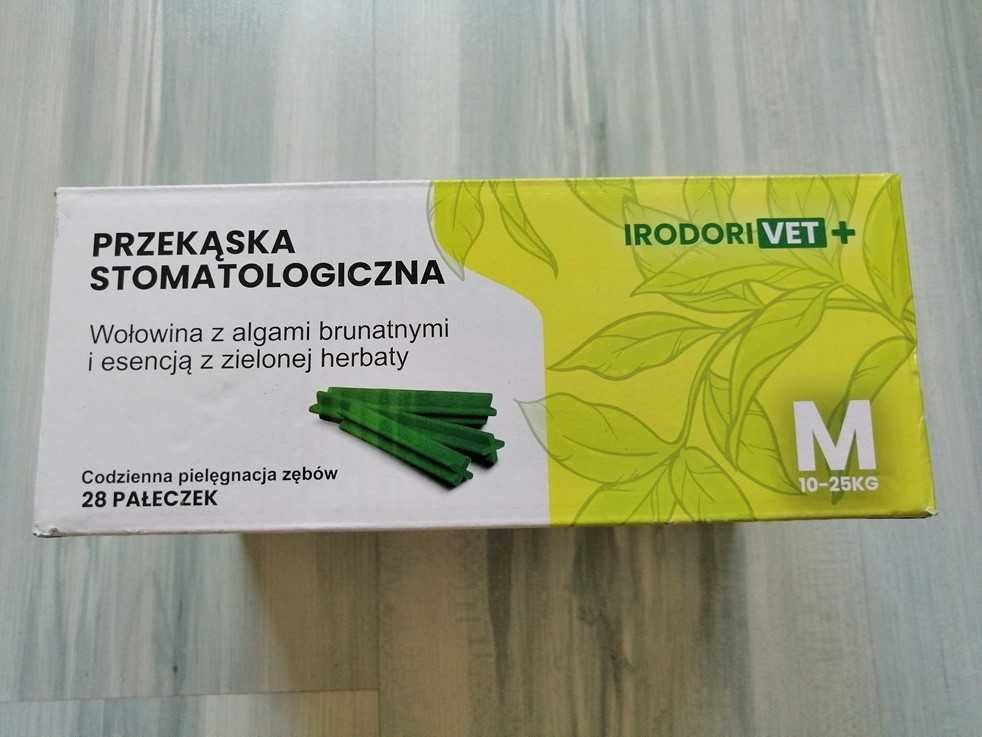 PRZEKĄSKA
STOMATOLOGICZNA
Wołowina z algami brunatnymi
i esencją z zielonej herbaty
Codzienna pielęgnacja zębów
28 PAŁECZEK
IRODORI VET +
M
10-25KG